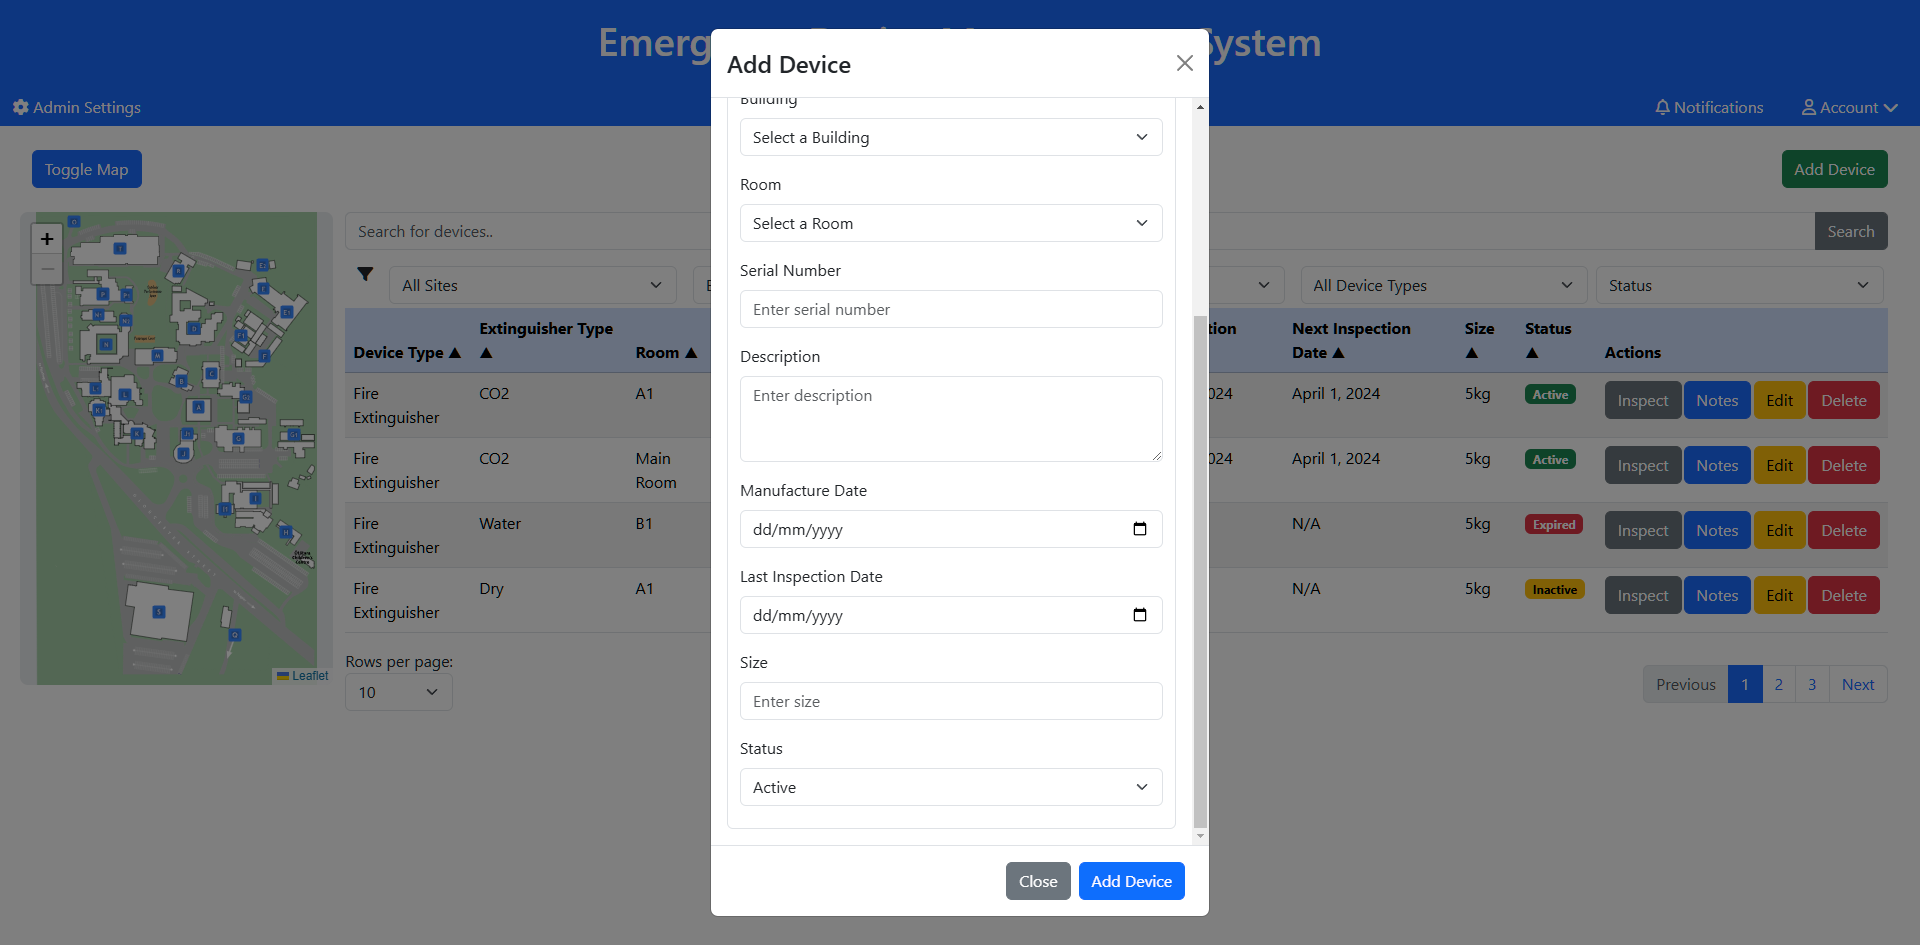 Emerg
System
Admin Settings
Notifications
Account
Toggle Map
Add Device
Search for devices..
Search
All Sites
All Device Types
Status
Device Type ▲
Extinguisher Type ▲
Room ▲
Next Inspection Date ▲
Size ▲
Status ▲
Actions
Fire Extinguisher
CO2
A1
024
April 1, 2024
5kg
Active
Inspect
Notes
Edit
Delete
Fire Extinguisher
CO2
Main Room
024
April 1, 2024
5kg
Active
Inspect
Notes
Edit
Delete
Fire Extinguisher
Water
B1
N/A
5kg
Expired
Inspect
Notes
Edit
Delete
Fire Extinguisher
Dry
A1
N/A
5kg
Inactive
Inspect
Notes
Edit
Delete
Leaflet
Rows per page:
10
Previous
1
2
3
Next
Add Device
Building
Select a Building
Room
Select a Room
Serial Number
Enter serial number
Description
Enter description
Manufacture Date
dd/mm/yyyy
Last Inspection Date
dd/mm/yyyy
Size
Enter size
Status
Active
Close
Add Device